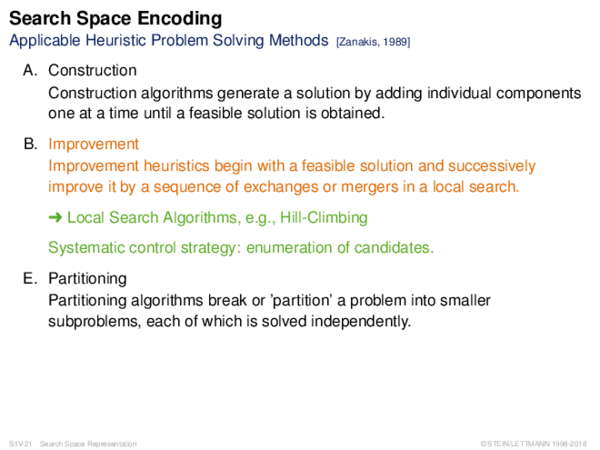 Search Space Encoding
Applicable Heuristic Problem Solving Methods [Zanakis, 1989]
A. Construction
Construction algorithms generate a solution by adding individual components
one at a time until a feasible solution is obtained.
B. Improvement
Improvement heuristics begin with a feasible solution and successively
improve it by a sequence of exchanges or mergers in a local search.
➜ Local Search Algorithms, e.g., Hill-Climbing
Systematic control strategy: enumeration of candidates.
E. Partitioning
Partitioning algorithms break or 'partition' a problem into smaller
subproblems, each of which is solved independently.
S:IV-21 Search Space Representation © STEIN/LETTMANN 1998-2018